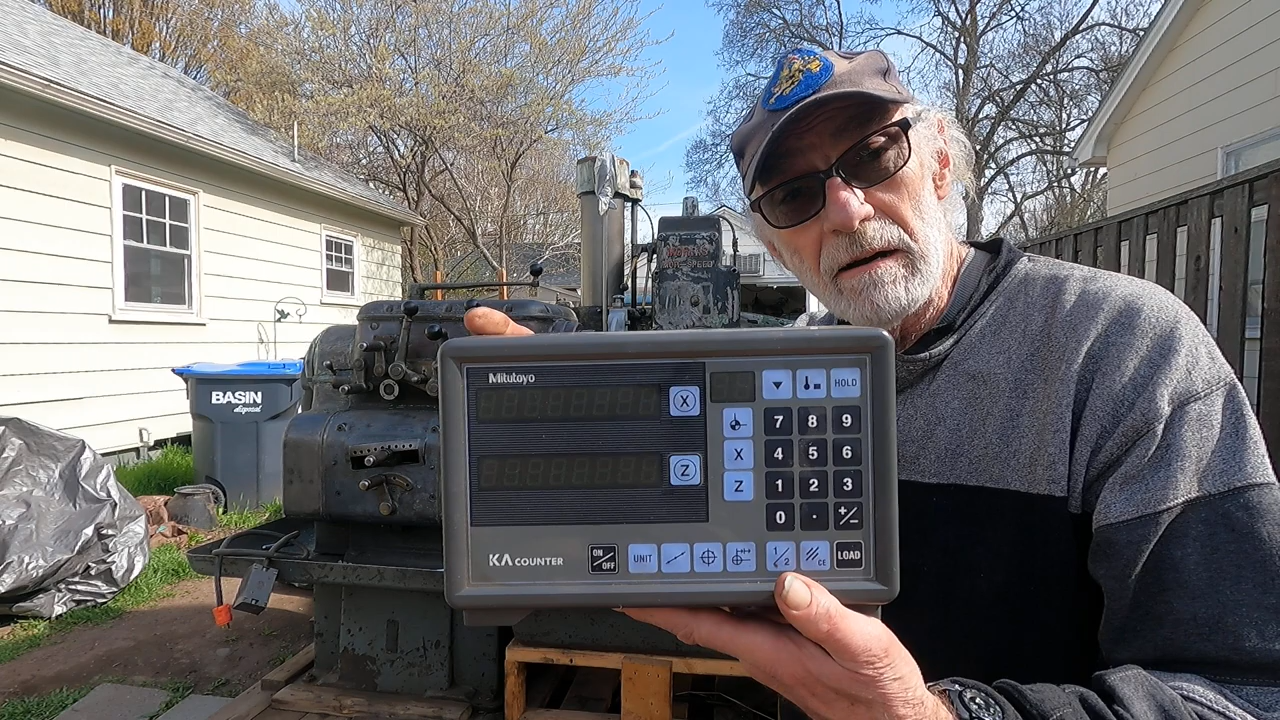 BASIN
disposal
Mitutoyo
X
HOLD
7 8 9
X 4 5 6
Z
Z 1 2 3
0 . +/-
KA COUNTER
ON/OFF
UNIT
1/2
CE
LOAD